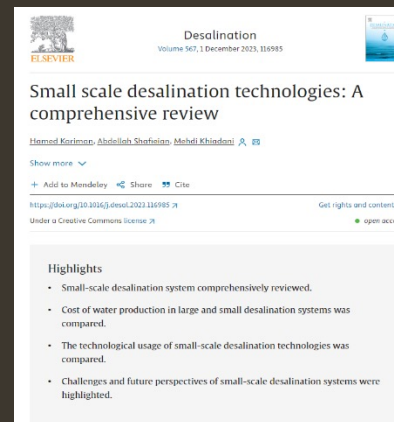 Desalination
Volume 567, 1 December 2023, 116985
ELSEVIER
Small scale desalination technologies: A
comprehensive review
Hamed Kariman, Abdellah Shafieian, Mehdi Khiadani
Show more
+ Add to Mendeley Share Cite
https://doi.org/10.1016/j.desal.2023.116985
Get rights and content
Under a Creative Commons license
open acc
Highlights
• Small-scale desalination system comprehensively reviewed.
• Cost of water production in large and small desalination systems was
compared.
• The technological usage of small-scale desalination technologies was
compared.
• Challenges and future perspectives of small-scale desalination systems were
highlighted.